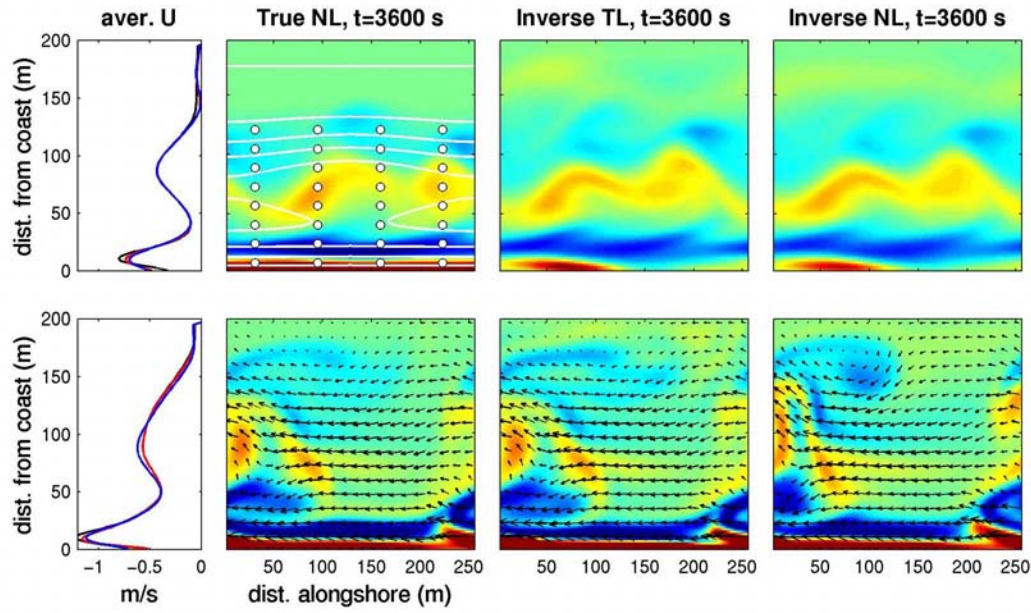 aver. U
True NL, t=3600 s
Inverse TL, t=3600 s
Inverse NL, t=3600 s
dist. from coast (m)
200
150
100
50
0
dist. from coast (m)
200
150
100
50
0
-1 -0.5 0
50 100 150 200 250
50 100 150 200 250
50 100 150 200 250
m/s
dist. alongshore (m)